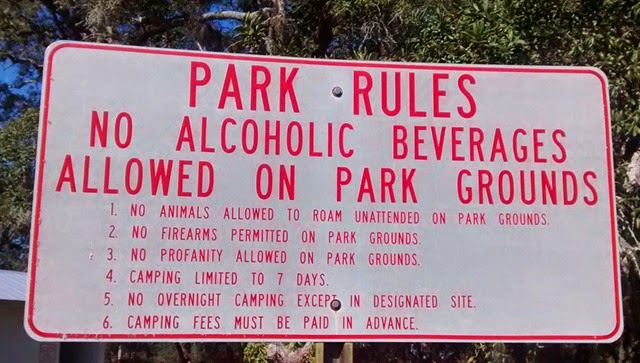 PARK RULES
NO ALCOHOLIC BEVERAGES
ALLOWED ON PARK GROUNDS
1. NO ANIMALS ALLOWED TO ROAM UNATTENDED ON PARK GROUNDS.
2. NO FIREARMS PERMITTED ON PARK GROUNDS.
3. NO PROFANITY ALLOWED ON PARK GROUNDS.
4. CAMPING LIMITED TO 7 DAYS.
5. NO OVERNIGHT CAMPING EXCEPT IN DESIGNATED SITE.
6. CAMPING FEES MUST BE PAID IN ADVANCE.